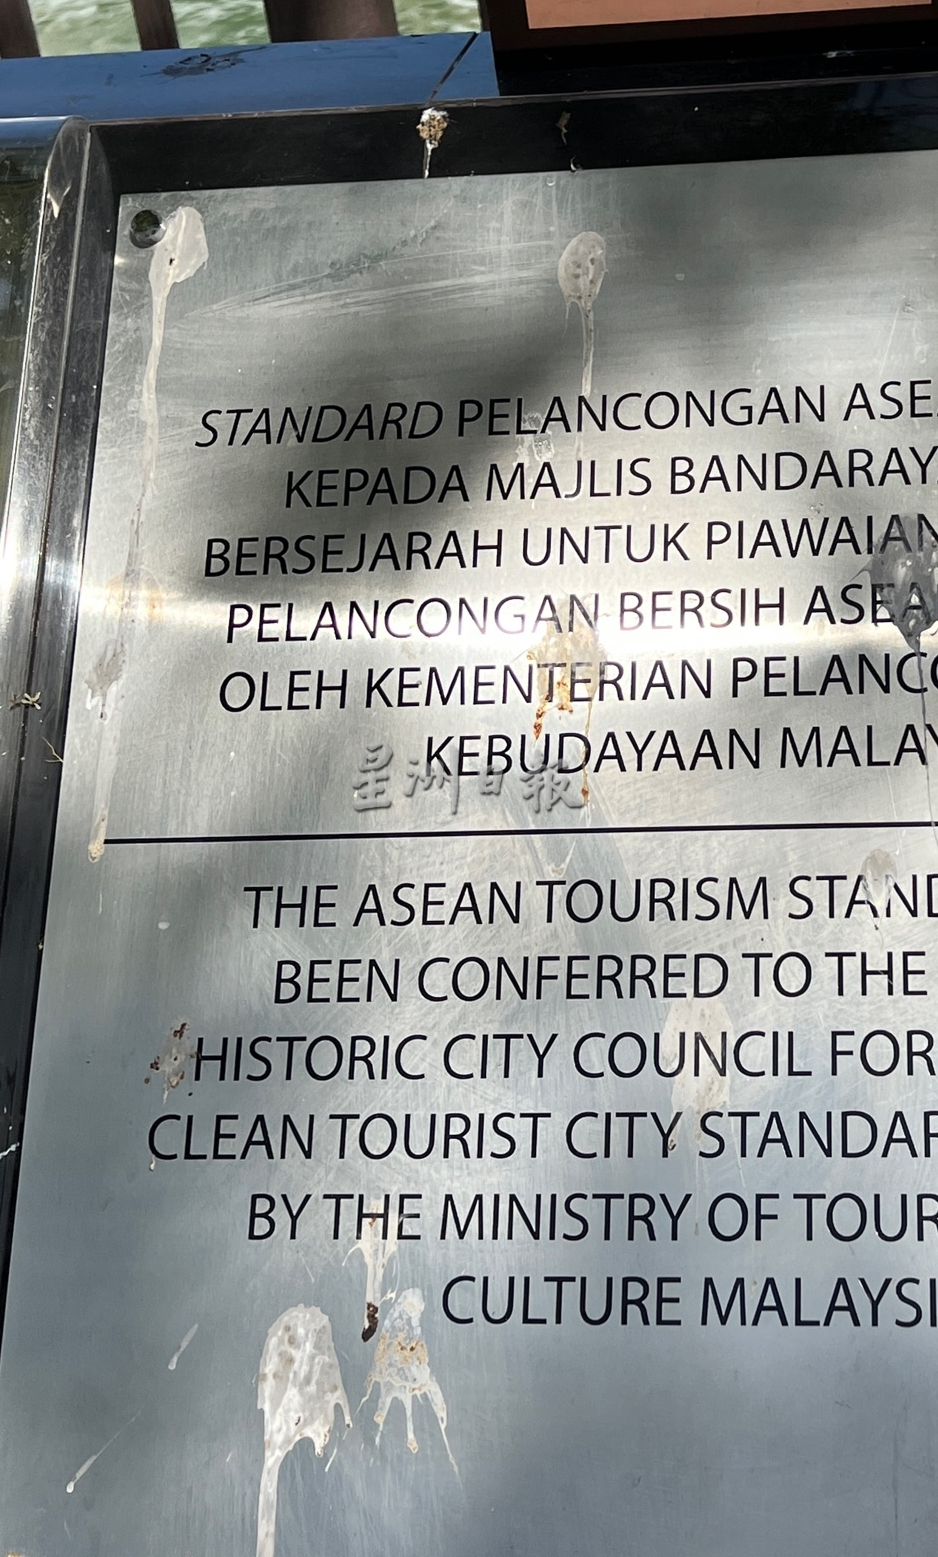 STANDARD PELANCONGAN ASE
KEPADA MAJLIS BANDARAY
BERSEJARAH UNTUK PIAWAIAN
PELANCONGAN BERSIH ASEA
OLEH KEMENTERIAN PELANC
KEBUDAYAAN MALAY
星洲日報
THE ASEAN TOURISM STAND
BEEN CONFERRED TO THE
HISTORIC CITY COUNCIL FOR
CLEAN TOURIST CITY STANDAR
BY THE MINISTRY OF TOUR
CULTURE MALAYSI